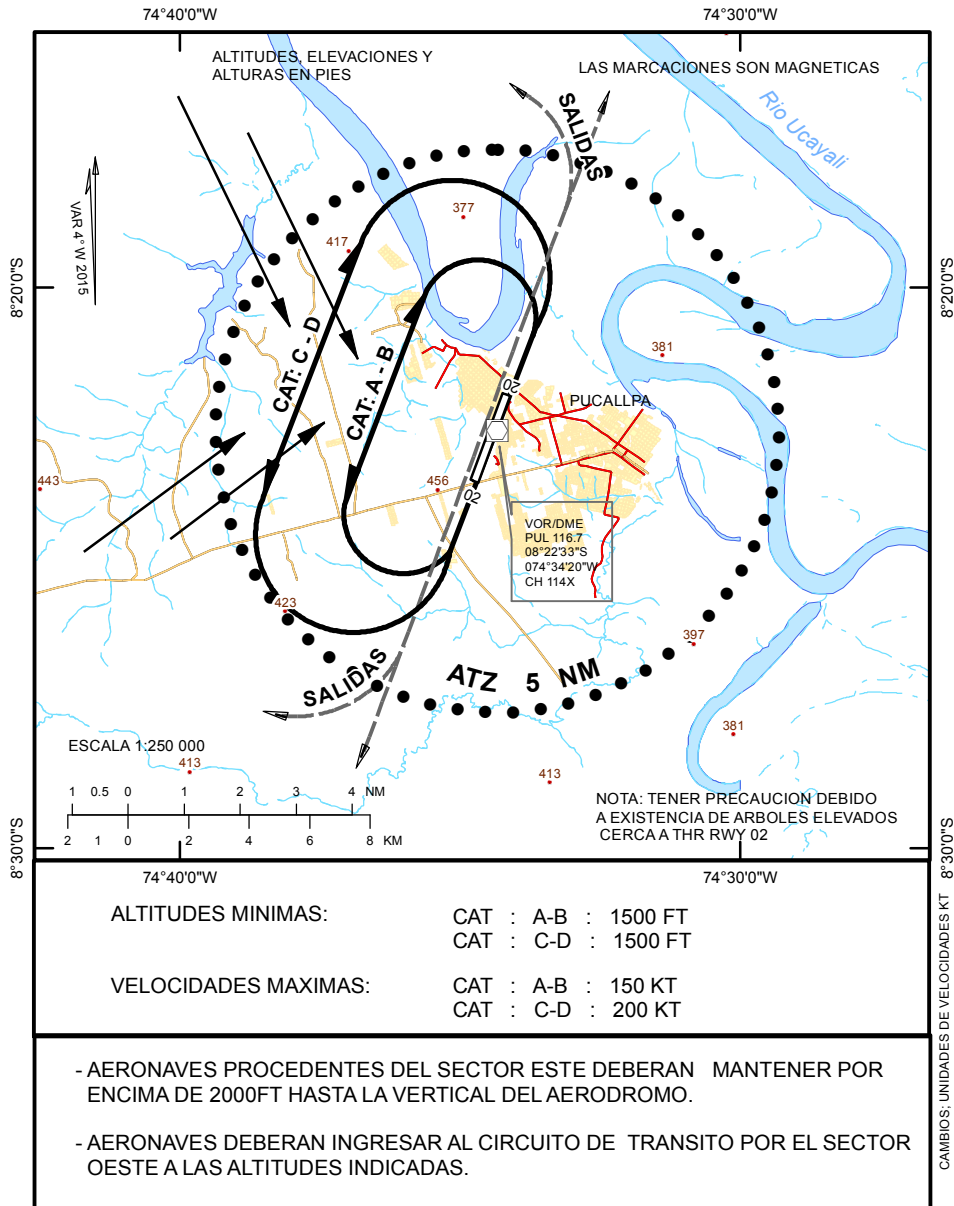 74°40'0"W
74°30'0"W
ALTITUDES, ELEVACIONES Y
ALTURAS EN PIES
LAS MARCACIONES SON MAGNETICAS
SALIDAS
Rio Ucayali
VAR 4° W 2015
377
417
8°20'0"S
8°20'0"S
381
CAT: C - D
CAT: A - B
20
PUCALLPA
443
456
02
VOR/DME
PUL 116.7
08°22'33"S
074°34'20"W
CH 114X
423
397
SALIDAS
ATZ 5 NM
381
ESCALA 1:250 000
413
413
1 0.5 0 1 2 3 4 NM
2 1 0 2 4 6 8 KM
NOTA: TENER PRECAUCION DEBIDO
A EXISTENCIA DE ARBOLES ELEVADOS
CERCA A THR RWY 02
8°30'0"S
8°30'0"S
74°40'0"W
74°30'0"W
ALTITUDES MINIMAS: CAT : A-B : 1500 FT
CAT : C-D : 1500 FT
VELOCIDADES MAXIMAS: CAT : A-B : 150 KT
CAT : C-D : 200 KT
- AERONAVES PROCEDENTES DEL SECTOR ESTE DEBERAN MANTENER POR
ENCIMA DE 2000FT HASTA LA VERTICAL DEL AERODROMO.
- AERONAVES DEBERAN INGRESAR AL CIRCUITO DE TRANSITO POR EL SECTOR
OESTE A LAS ALTITUDES INDICADAS.
CAMBIOS; UNIDADES DE VELOCIDADES KT